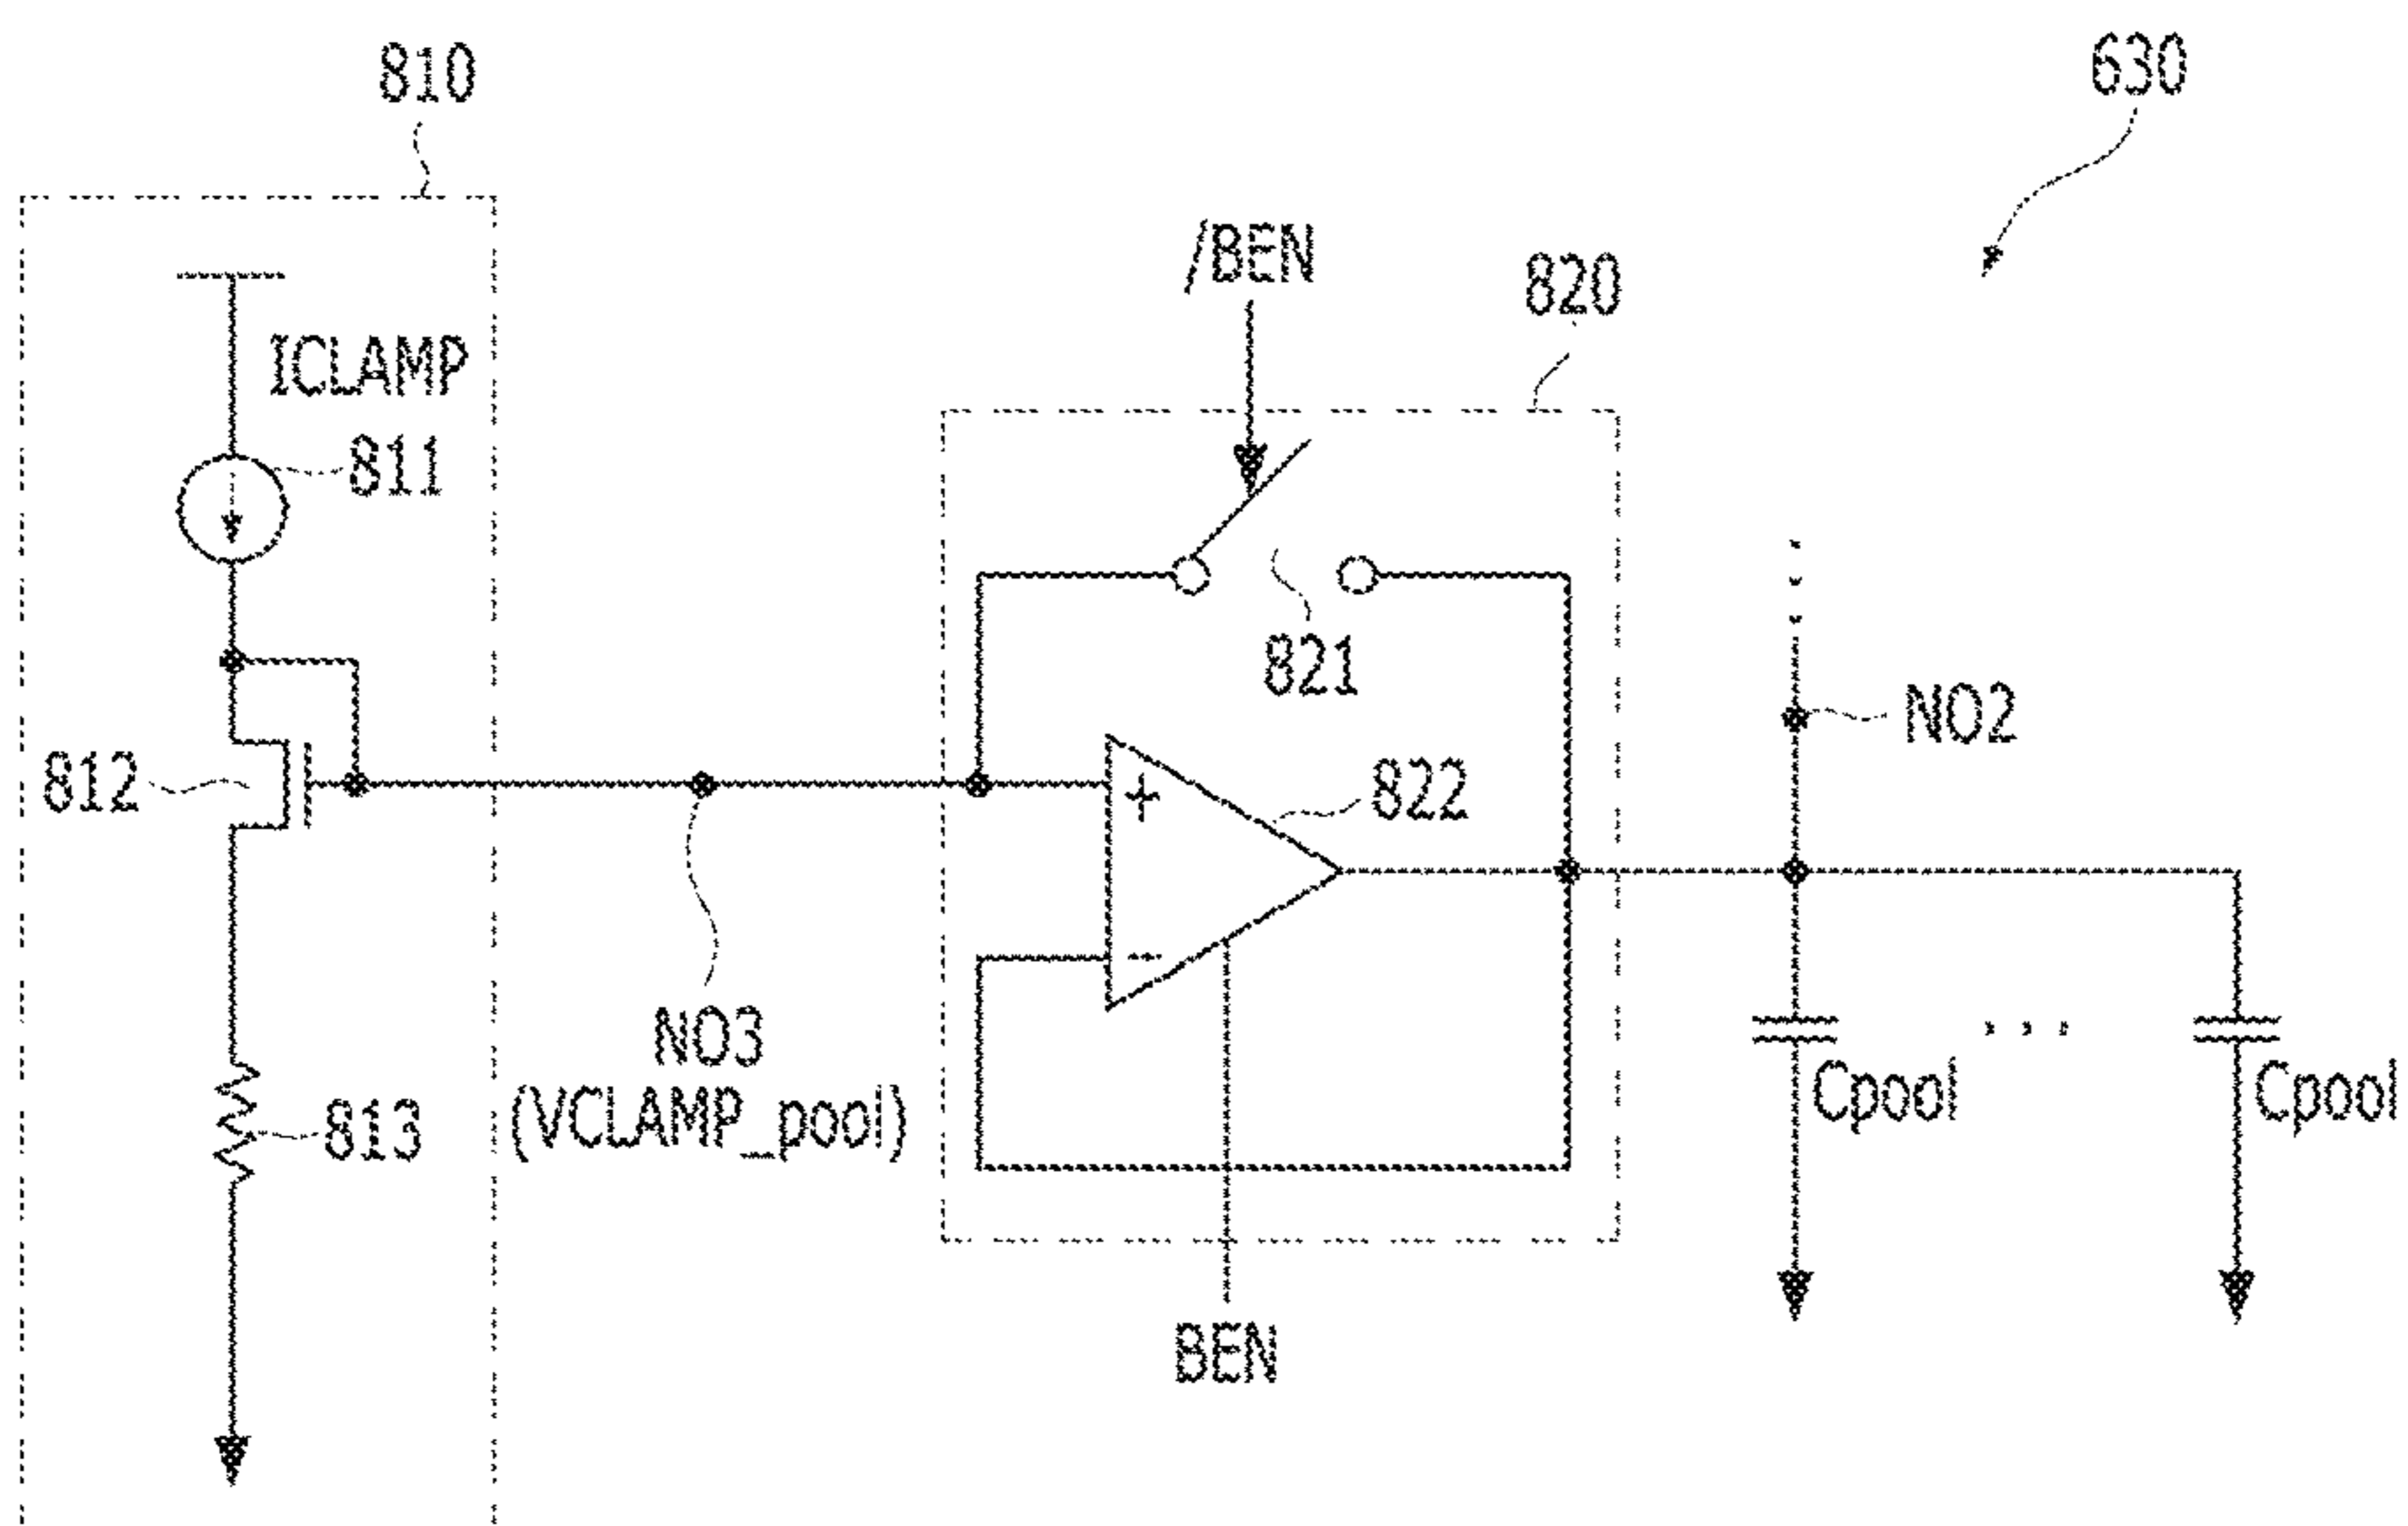 810
630
/BEN
820
ICLAMP
811
821
NO2
812
822
+
-
NO3
(VCLAMP_pool)
813
Cpool
. . .
Cpool
BEN